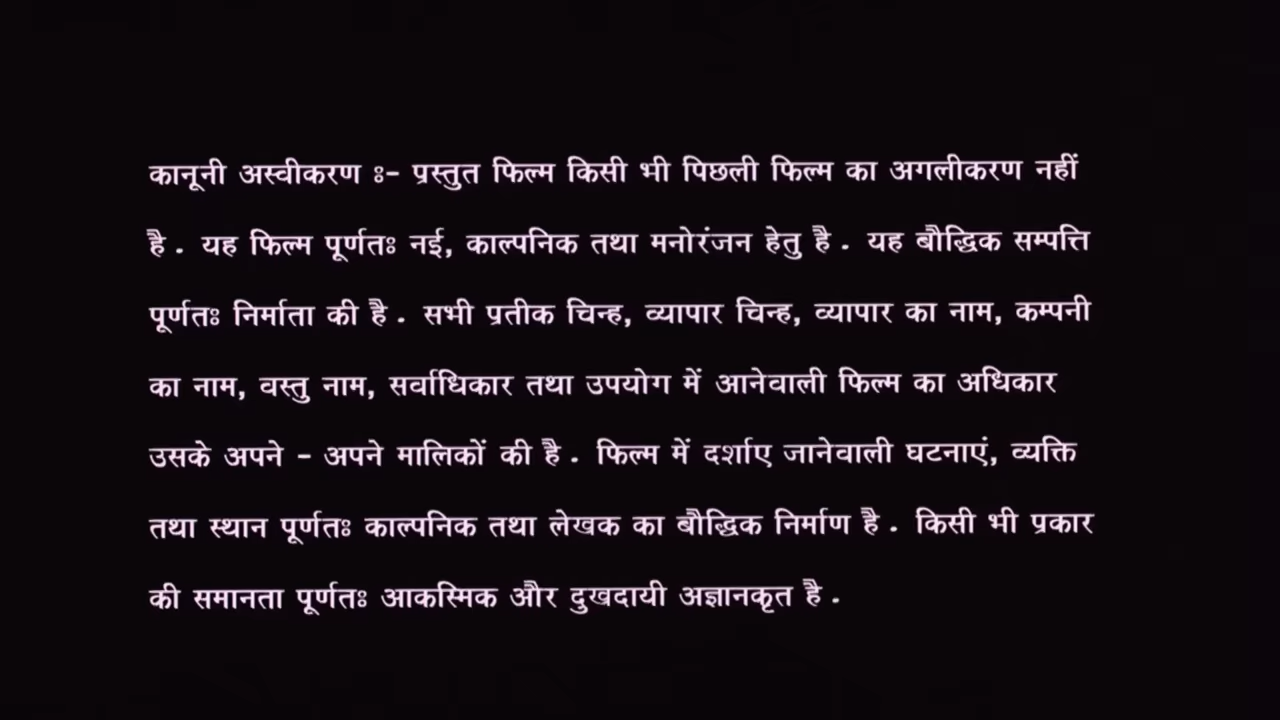 कानूनी अस्वीकरण ः- प्रस्तुत फिल्म किसी भी पिछली फिल्म का अगलीकरण नहीं
है . यह फिल्म पूर्णतः नई, काल्पनिक तथा मनोरंजन हेतु है . यह बौद्धिक सम्पत्ति
पूर्णतः निर्माता की है . सभी प्रतीक चिन्ह, व्यापार चिन्ह, व्यापार का नाम, कम्पनी
का नाम, वस्तु नाम, सर्वाधिकार तथा उपयोग में आनेवाली फिल्म का अधिकार
उसके अपने - अपने मालिकों की है . फिल्म में दर्शाए जानेवाली घटनाएं, व्यक्ति
तथा स्थान पूर्णतः काल्पनिक तथा लेखक का बौद्धिक निर्माण है . किसी भी प्रकार
की समानता पूर्णतः आकस्मिक और दुखदायी अज्ञानकृत है .